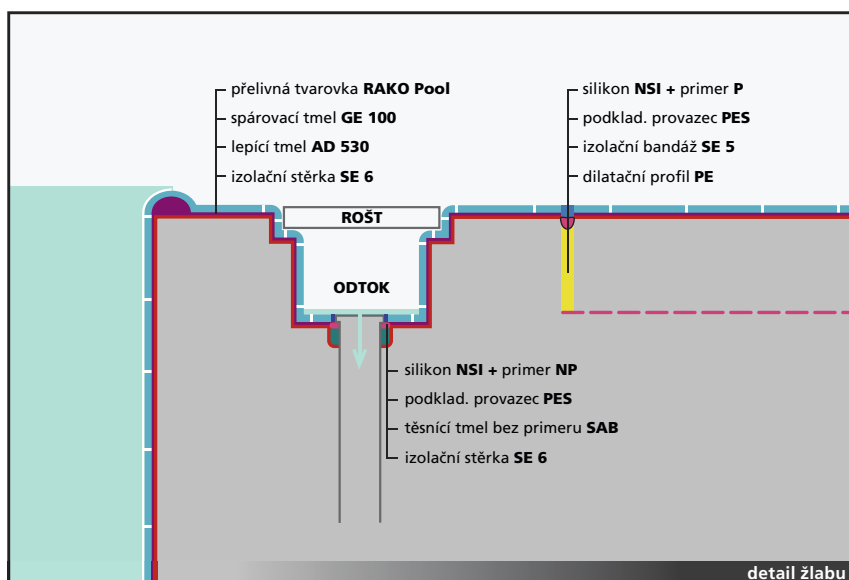 přelivná tvarovka RAKO Pool
spárovací tmel GE 100
lepící tmel AD 530
izolační stěrka SE 6
silikon NSI + primer P
podklad. provazec PES
izolační bandáž SE 5
dilatační profil PE
ROŠT
ODTOK
silikon NSI + primer NP
podklad. provazec PES
těsnící tmel bez primeru SAB
izolační stěrka SE 6
detail žlabu